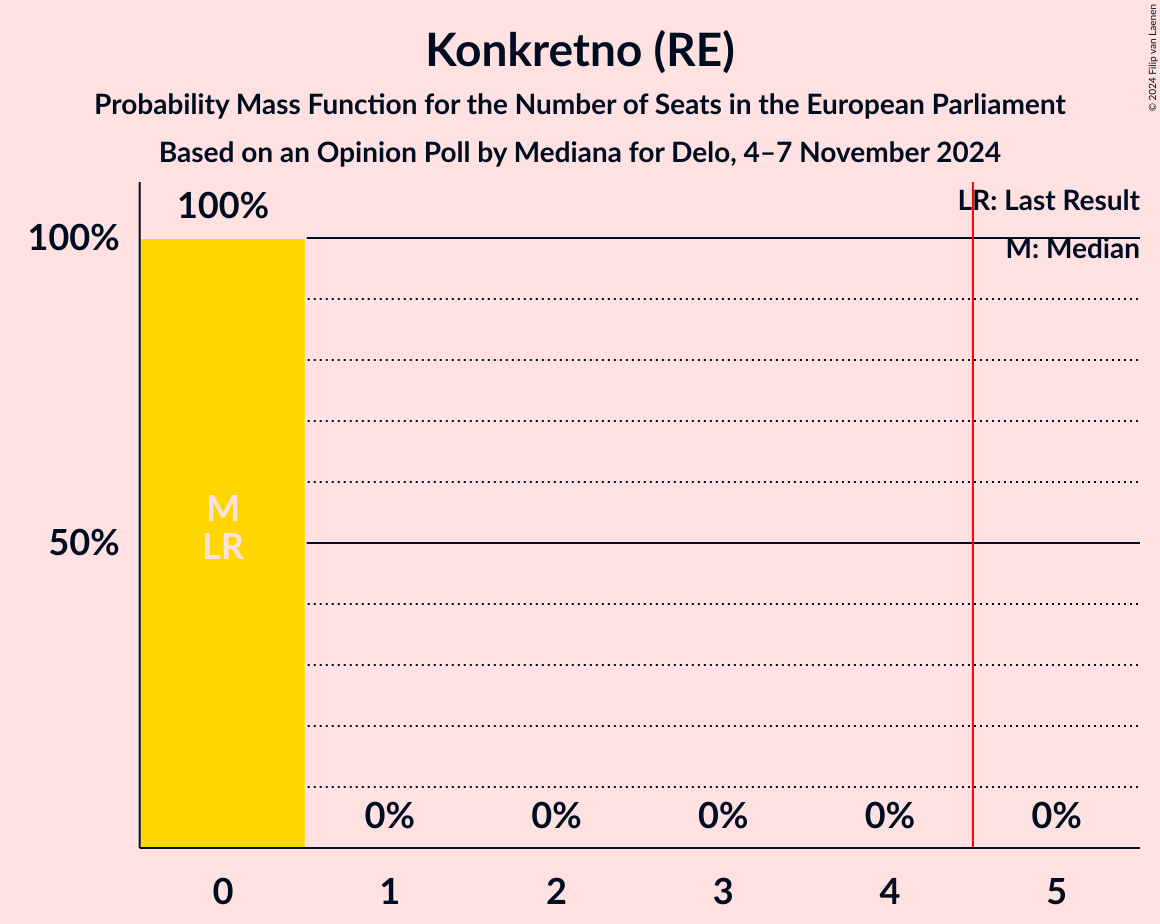 Konkretno (RE)
Probability Mass Function for the Number of Seats in the European Parliament
Based on an Opinion Poll by Mediana for Delo, 4–7 November 2024
© 2024 Filip van Laenen
LR: Last Result
M: Median
100%
100%
50%
M
LR
0% 0% 0% 0% 0%
0 1 2 3 4 5